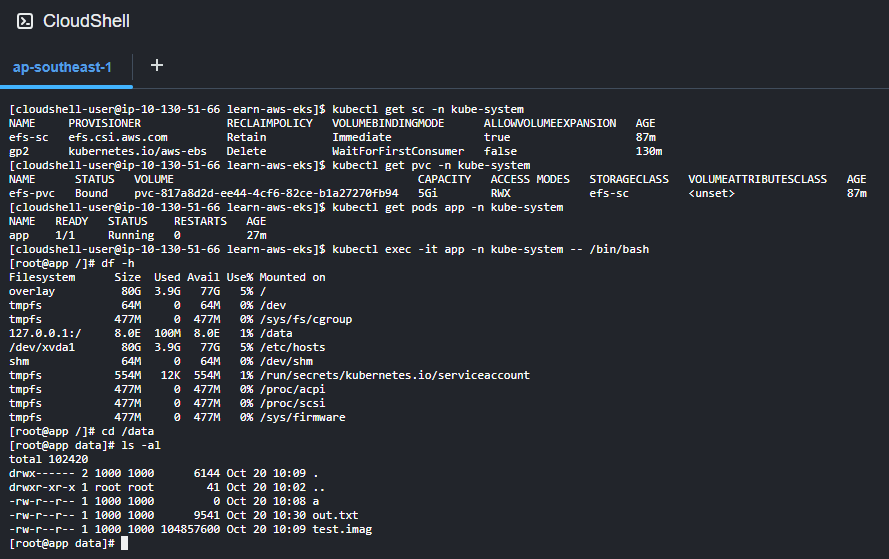 CloudShell
ap-southeast-1 +
[cloudshell-user@ip-10-130-51-66 learn-aws-eks]$ kubectl get sc -n kube-system
NAME PROVISIONER RECLAIMPOLICY VOLUMEBINDINGMODE ALLOWVOLUMEEXPANSION AGE
efs-sc efs.csi.aws.com Retain Immediate true 87m
gp2 kubernetes.io/aws-ebs Delete WaitForFirstConsumer false 130m
[cloudshell-user@ip-10-130-51-66 learn-aws-eks]$ kubectl get pvc -n kube-system
NAME STATUS VOLUME CAPACITY ACCESS MODES STORAGECLASS VOLUMEATTRIBUTESCLASS AGE
efs-pvc Bound pvc-817a8d2d-ee44-4cf6-82ce-b1a27270fb94 5Gi RWX efs-sc <unset> 87m
[cloudshell-user@ip-10-130-51-66 learn-aws-eks]$ kubectl get pods app -n kube-system
NAME READY STATUS RESTARTS AGE
app 1/1 Running 0 27m
[cloudshell-user@ip-10-130-51-66 learn-aws-eks]$ kubectl exec -it app -n kube-system -- /bin/bash
[root@app /]# df -h
Filesystem Size Used Avail Use% Mounted on
overlay 80G 3.9G 77G 5% /
tmpfs 64M 0 64M 0% /dev
tmpfs 477M 0 477M 0% /sys/fs/cgroup
127.0.0.1:/ 8.0E 100M 8.0E 1% /data
/dev/xvda1 80G 3.9G 77G 5% /etc/hosts
shm 64M 0 64M 0% /dev/shm
tmpfs 554M 12K 554M 1% /run/secrets/kubernetes.io/serviceaccount
tmpfs 477M 0 477M 0% /proc/acpi
tmpfs 477M 0 477M 0% /proc/scsi
tmpfs 477M 0 477M 0% /sys/firmware
[root@app /]# cd /data
[root@app data]# ls -al
total 102420
drwx------ 2 1000 1000 6144 Oct 20 10:09 .
drwxr-xr-x 1 root root 41 Oct 20 10:02 ..
-rw-r--r-- 1 1000 1000 0 Oct 20 10:08 a
-rw-r--r-- 1 1000 1000 9541 Oct 20 10:30 out.txt
-rw-r--r-- 1 1000 1000 104857600 Oct 20 10:09 test.imag
[root@app data]#